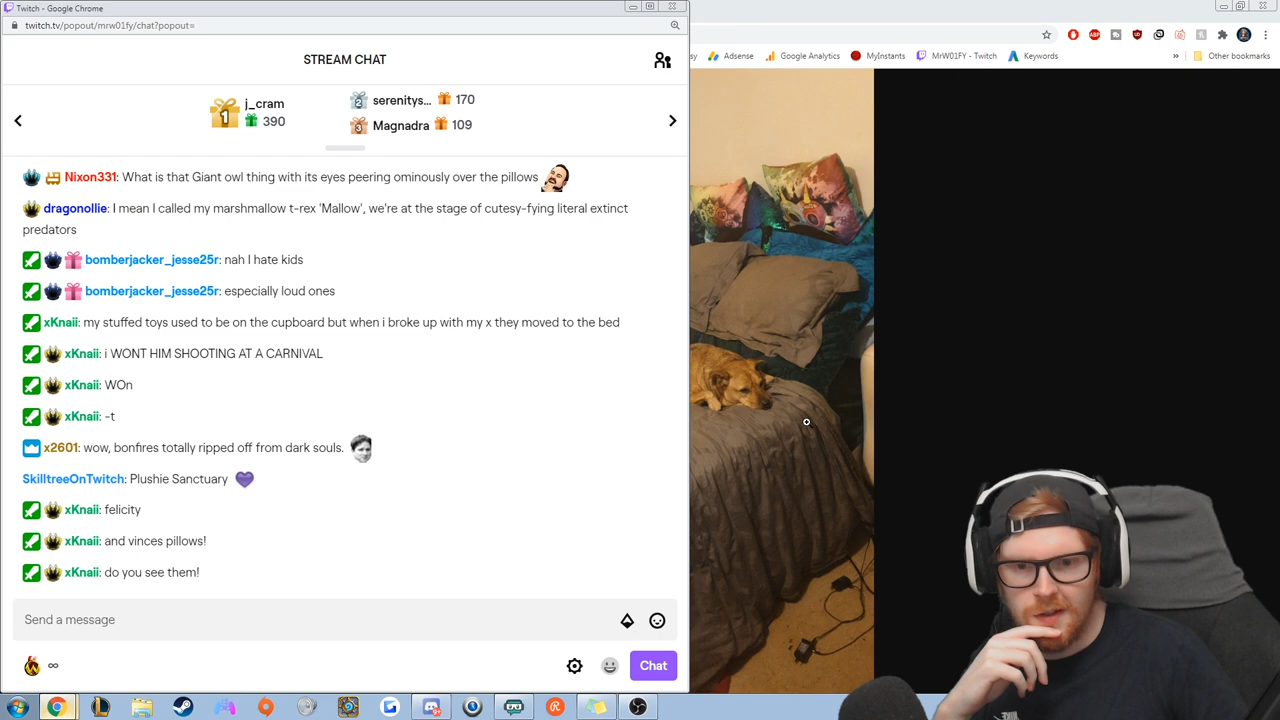 Twitch - Google Chrome
twitch.tv/popout/mrw01fy/chat?popout=
sy Adsense Google Analytics MyInstants MrW01FY - Twitch Keywords » Other bookmarks
STREAM CHAT
1 j_cram 390
2 serenitys... 170
3 Magnadra 109
Nixon331: What is that Giant owl thing with its eyes peering ominously over the pillows
dragonollie: I mean I called my marshmallow t-rex 'Mallow', we're at the stage of cutesy-fying literal extinct
predators
bomberjacker_jesse25r: nah I hate kids
bomberjacker_jesse25r: especially loud ones
xKnaii: my stuffed toys used to be on the cupboard but when i broke up with my x they moved to the bed
xKnaii: i WONT HIM SHOOTING AT A CARNIVAL
xKnaii: WOn
xKnaii: -t
x2601: wow, bonfires totally ripped off from dark souls.
SkilltreeOnTwitch: Plushie Sanctuary
xKnaii: felicity
xKnaii: and vinces pillows!
xKnaii: do you see them!
Send a message
∞
Chat